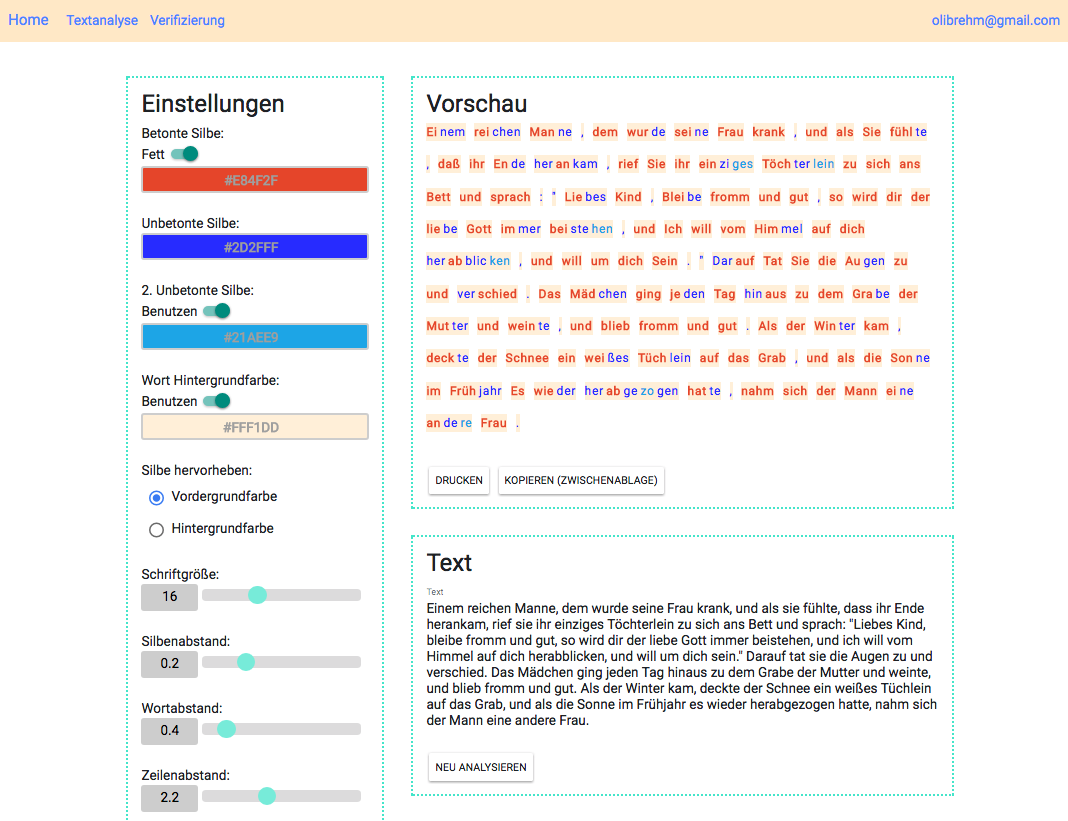 Home Textanalyse Verifizierung olibrehm@gmail.com
Einstellungen
Betonte Silbe:
Fett
#E84F2F
Unbetonte Silbe:
#2D2FFF
2. Unbetonte Silbe:
Benutzen
#21AEE9
Wort Hintergrundfarbe:
Benutzen
#FFF1DD
Silbe hervorheben:
Vordergrundfarbe
Hintergrundfarbe
Schriftgröße:
16
Silbenabstand:
0.2
Wortabstand:
0.4
Zeilenabstand:
2.2
Vorschau
Ei nem rei chen Man ne , dem wur de sei ne Frau krank , und als Sie fühl te
, daß ihr En de her an kam , rief Sie ihr ein zi ges Töch ter lein zu sich ans
Bett und sprach : " Lie bes Kind , Blei be fromm und gut , so wird dir der
lie be Gott im mer bei ste hen , und Ich will vom Him mel auf dich
her ab blic ken , und will um dich Sein . " Dar auf Tat Sie die Au gen zu
und ver schied . Das Mäd chen ging je den Tag hin aus zu dem Gra be der
Mut ter und wein te , und blieb fromm und gut . Als der Win ter kam ,
deck te der Schnee ein wei ßes Tüch lein auf das Grab , und als die Son ne
im Früh jahr Es wie der her ab ge zo gen hat te , nahm sich der Mann ei ne
an de re Frau .
DRUCKEN KOPIEREN (ZWISCHENABLAGE)
Text
Text
Einem reichen Manne, dem wurde seine Frau krank, und als sie fühlte, dass ihr Ende
herankam, rief sie ihr einziges Töchterlein zu sich ans Bett und sprach: "Liebes Kind,
bleibe fromm und gut, so wird dir der liebe Gott immer beistehen, und ich will vom
Himmel auf dich herabblicken, und will um dich sein." Darauf tat sie die Augen zu und
verschied. Das Mädchen ging jeden Tag hinaus zu dem Grabe der Mutter und weinte,
und blieb fromm und gut. Als der Winter kam, deckte der Schnee ein weißes Tüchlein
auf das Grab, und als die Sonne im Frühjahr es wieder herabgezogen hatte, nahm sich
der Mann eine andere Frau.
NEU ANALYSIEREN